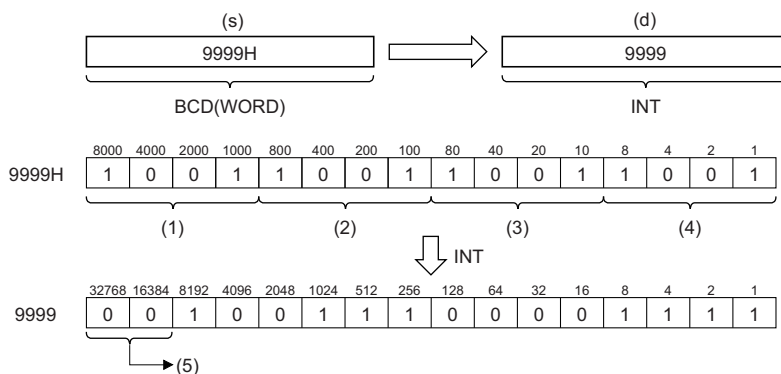 (s) (d)
9999H 9999
BCD(WORD) INT
8000 4000 2000 1000 800 400 200 100 80 40 20 10 8 4 2 1
9999H 1 0 0 1 1 0 0 1 1 0 0 1 1 0 0 1
(1) (2) (3) (4)
INT
32768 16384 8192 4096 2048 1024 512 256 128 64 32 16 8 4 2 1
9999 0 0 1 0 0 1 1 1 0 0 0 0 1 1 1 1
(5)